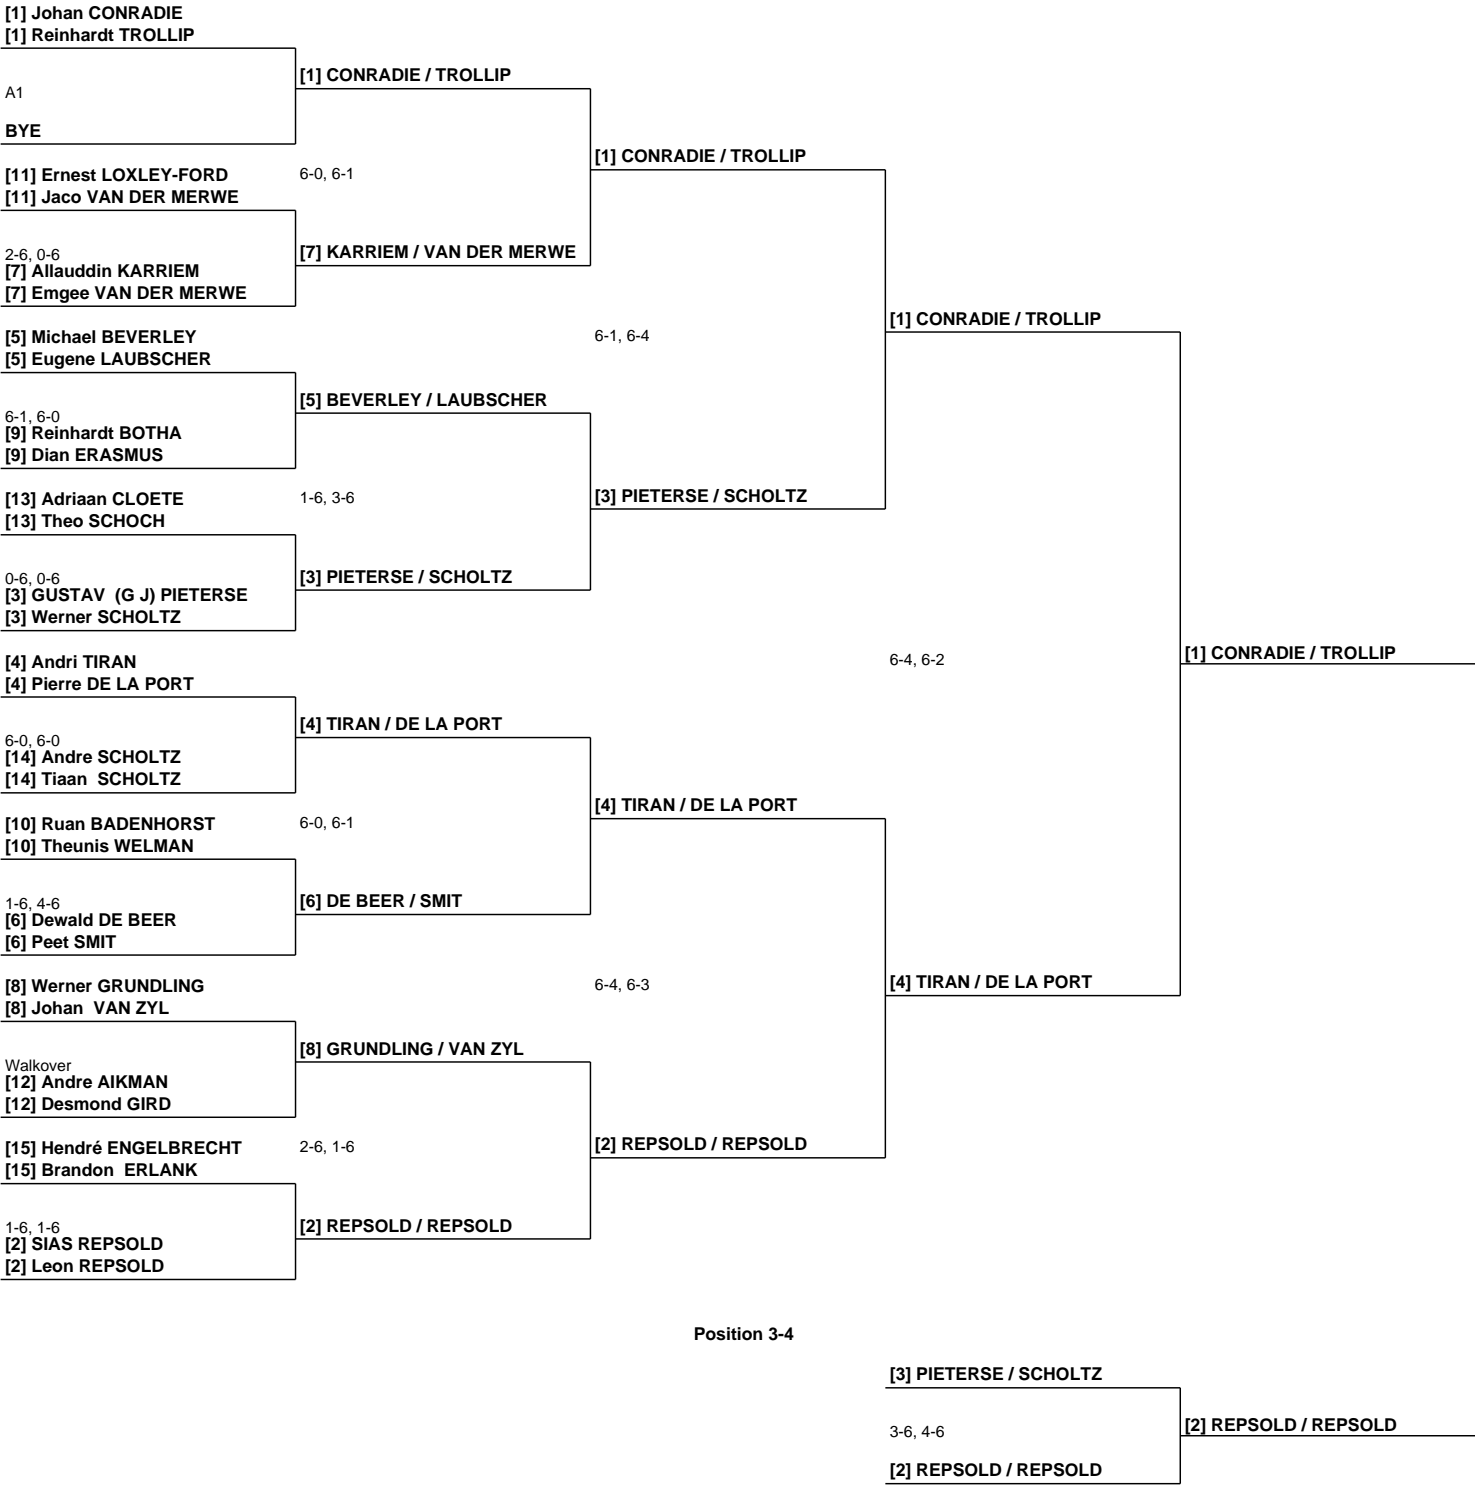 [1] Johan CONRADIE
[1] Reinhardt TROLLIP
[1] CONRADIE / TROLLIP
A1
BYE
[1] CONRADIE / TROLLIP
[11] Ernest LOXLEY-FORD
6-0, 6-1
[11] Jaco VAN DER MERWE
2-6, 0-6
[7] KARRIEM / VAN DER MERWE
[7] Allauddin KARRIEM
[7] Emgee VAN DER MERWE
[1] CONRADIE / TROLLIP
[5] Michael BEVERLEY
6-1, 6-4
[5] Eugene LAUBSCHER
[5] BEVERLEY / LAUBSCHER
6-1, 6-0
[9] Reinhardt BOTHA
[9] Dian ERASMUS
[13] Adriaan CLOETE
1-6, 3-6
[3] PIETERSE / SCHOLTZ
[13] Theo SCHOCH
0-6, 0-6
[3] PIETERSE / SCHOLTZ
[3] GUSTAV  (G J) PIETERSE
[3] Werner SCHOLTZ
[4] Andri TIRAN
6-4, 6-2
[1] CONRADIE / TROLLIP
[4] Pierre DE LA PORT
[4] TIRAN / DE LA PORT
6-0, 6-0
[14] Andre SCHOLTZ
[14] Tiaan  SCHOLTZ
[4] TIRAN / DE LA PORT
[10] Ruan BADENHORST
6-0, 6-1
[10] Theunis WELMAN
1-6, 4-6
[6] DE BEER / SMIT
[6] Dewald DE BEER
[6] Peet SMIT
[8] Werner GRUNDLING
6-4, 6-3
[4] TIRAN / DE LA PORT
[8] Johan  VAN ZYL
[8] GRUNDLING / VAN ZYL
Walkover
[12] Andre AIKMAN
[12] Desmond GIRD
[15] Hendré ENGELBRECHT
2-6, 1-6
[2] REPSOLD / REPSOLD
[15] Brandon  ERLANK
1-6, 1-6
[2] REPSOLD / REPSOLD
[2] SIAS REPSOLD
[2] Leon REPSOLD
Position 3-4
[3] PIETERSE / SCHOLTZ
3-6, 4-6
[2] REPSOLD / REPSOLD
[2] REPSOLD / REPSOLD